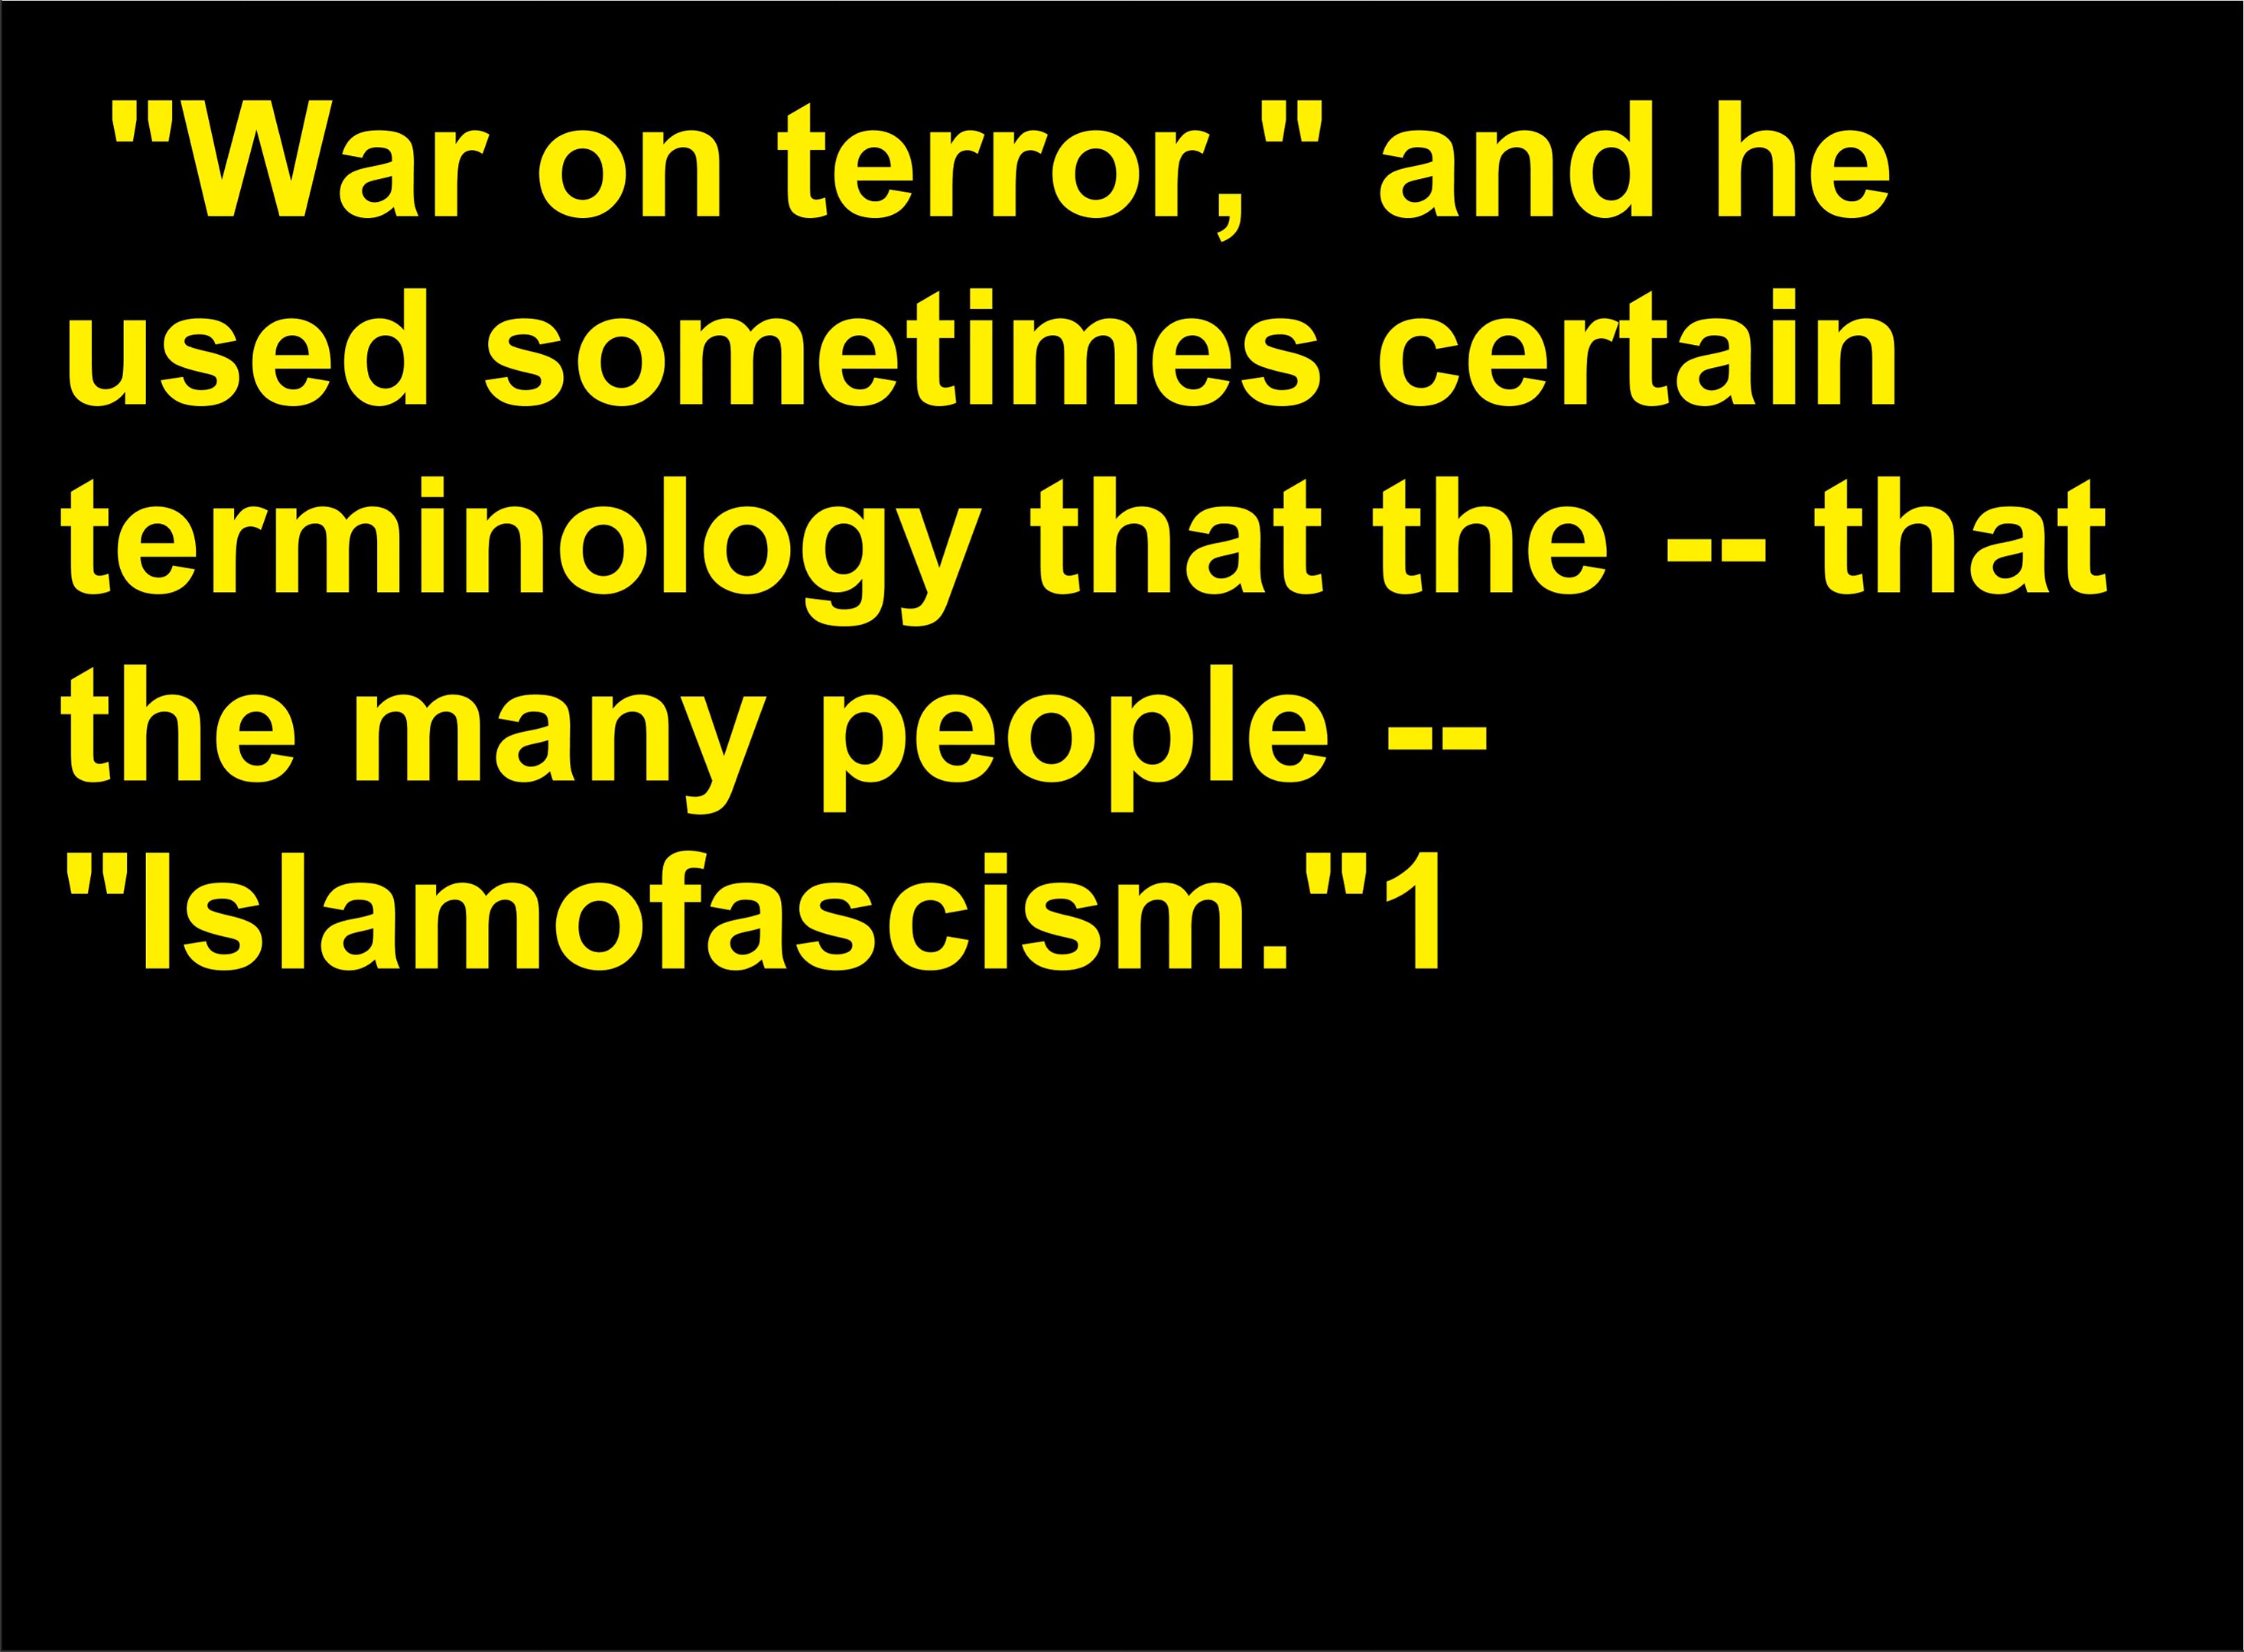 "War on terror," and he
used sometimes certain
terminology that the -- that
the many people --
"Islamofascism."1